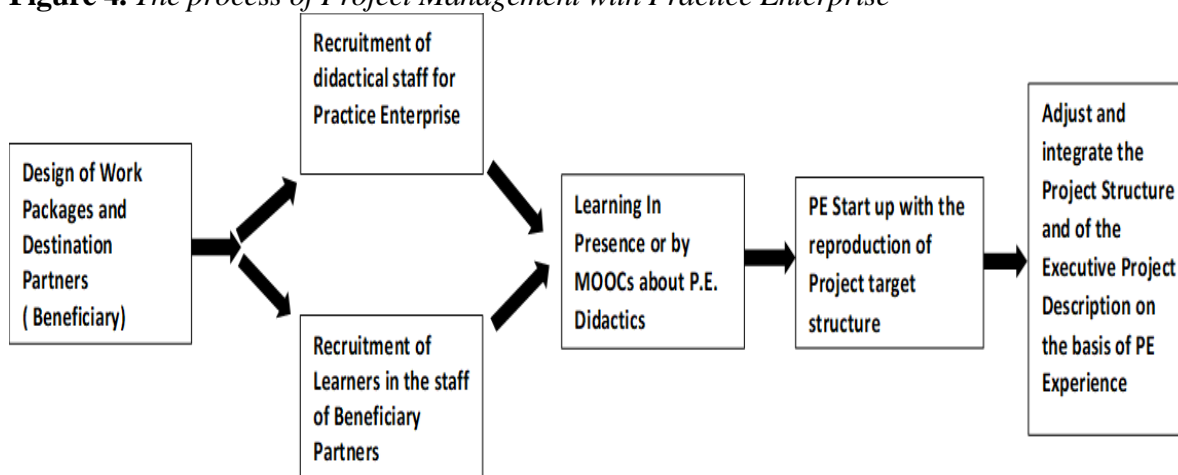 Figure 4. The process of Project Management with Practice Enterprise
Recruitment of
didactical staff for
Practice Enterprise
Design of Work
Packages and
Destination
Partners
( Beneficiary)
Recruitment of
Learners in the staff
of Beneficiary
Partners
Learning In
Presence or by
MOOCs about P.E.
Didactics
PE Start up with the
reproduction of
Project target
structure
Adjust and
integrate the
Project Structure
and of the
Executive Project
Description on
the basis of PE
Experience